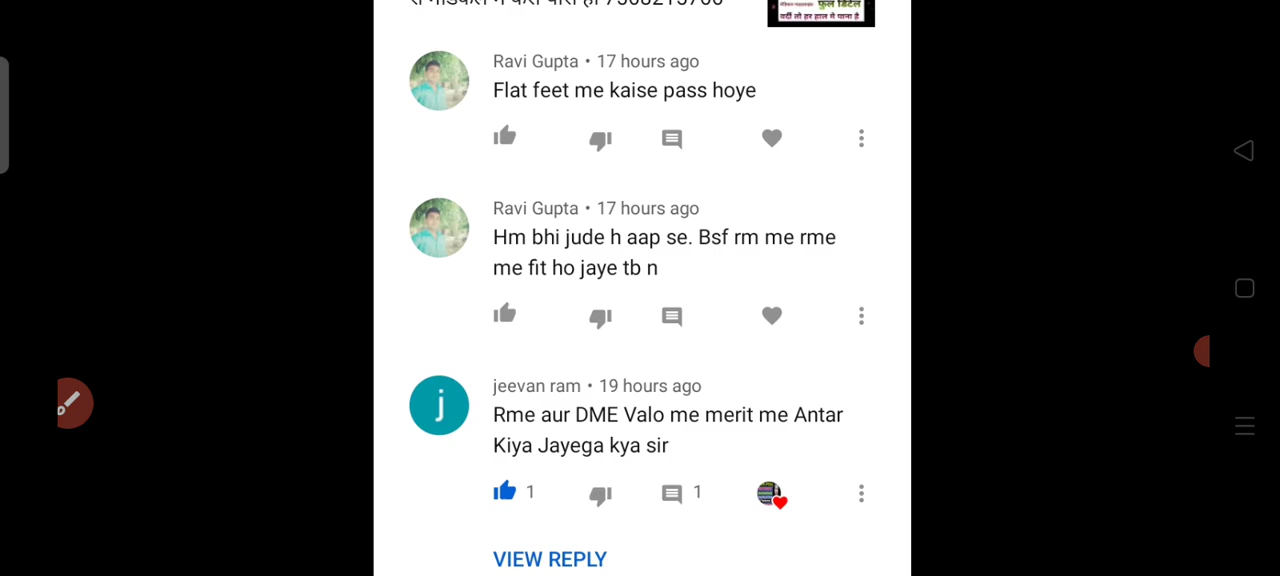 फुल डिटेल
वर्दी तो हर हाल मे पाना है
Ravi Gupta • 17 hours ago
Flat feet me kaise pass hoye
Ravi Gupta • 17 hours ago
Hm bhi jude h aap se. Bsf rm me rme
me fit ho jaye tb n
j
jeevan ram • 19 hours ago
Rme aur DME Valo me merit me Antar
Kiya Jayega kya sir
1
1
VIEW REPLY